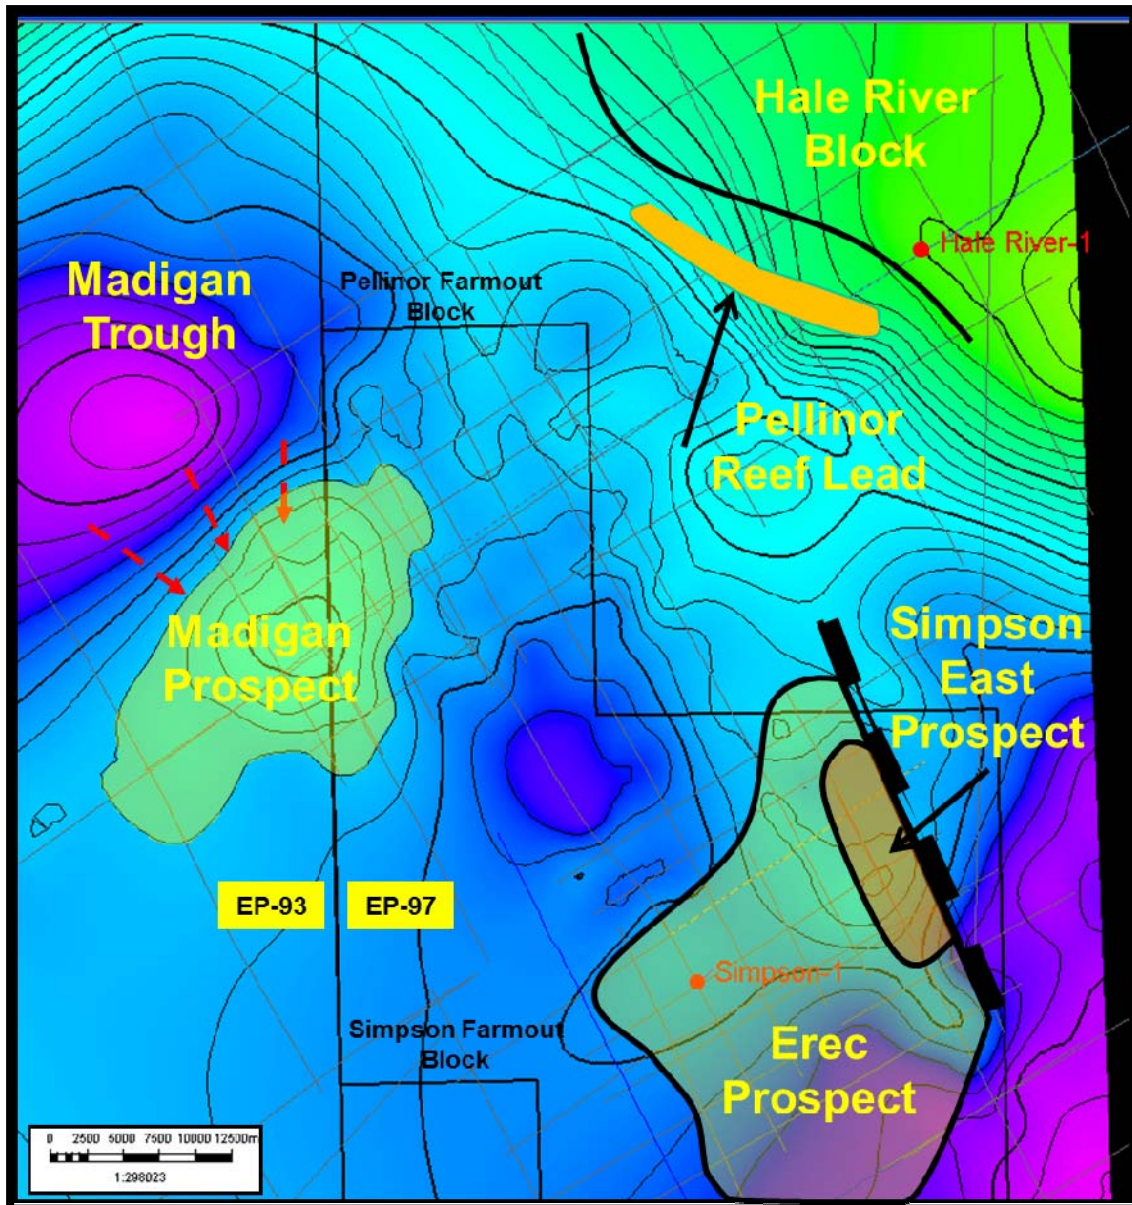 Hale River
Block
Hale River-1
Madigan
Trough
Pellinor Farmout
Block
Pellinor
Reef Lead
Madigan
Prospect
Simpson
East
Prospect
EP-93
EP-97
Simpson-1
Simpson Farmout
Block
Erec
Prospect
0 2500 5000 7500 10000 12500m
1:298023